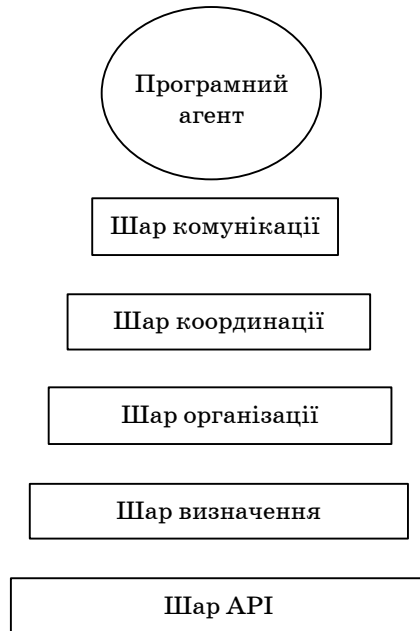 Програмний
агент
Шар комунікації
Шар координації
Шар організації
Шар визначення
Шар API